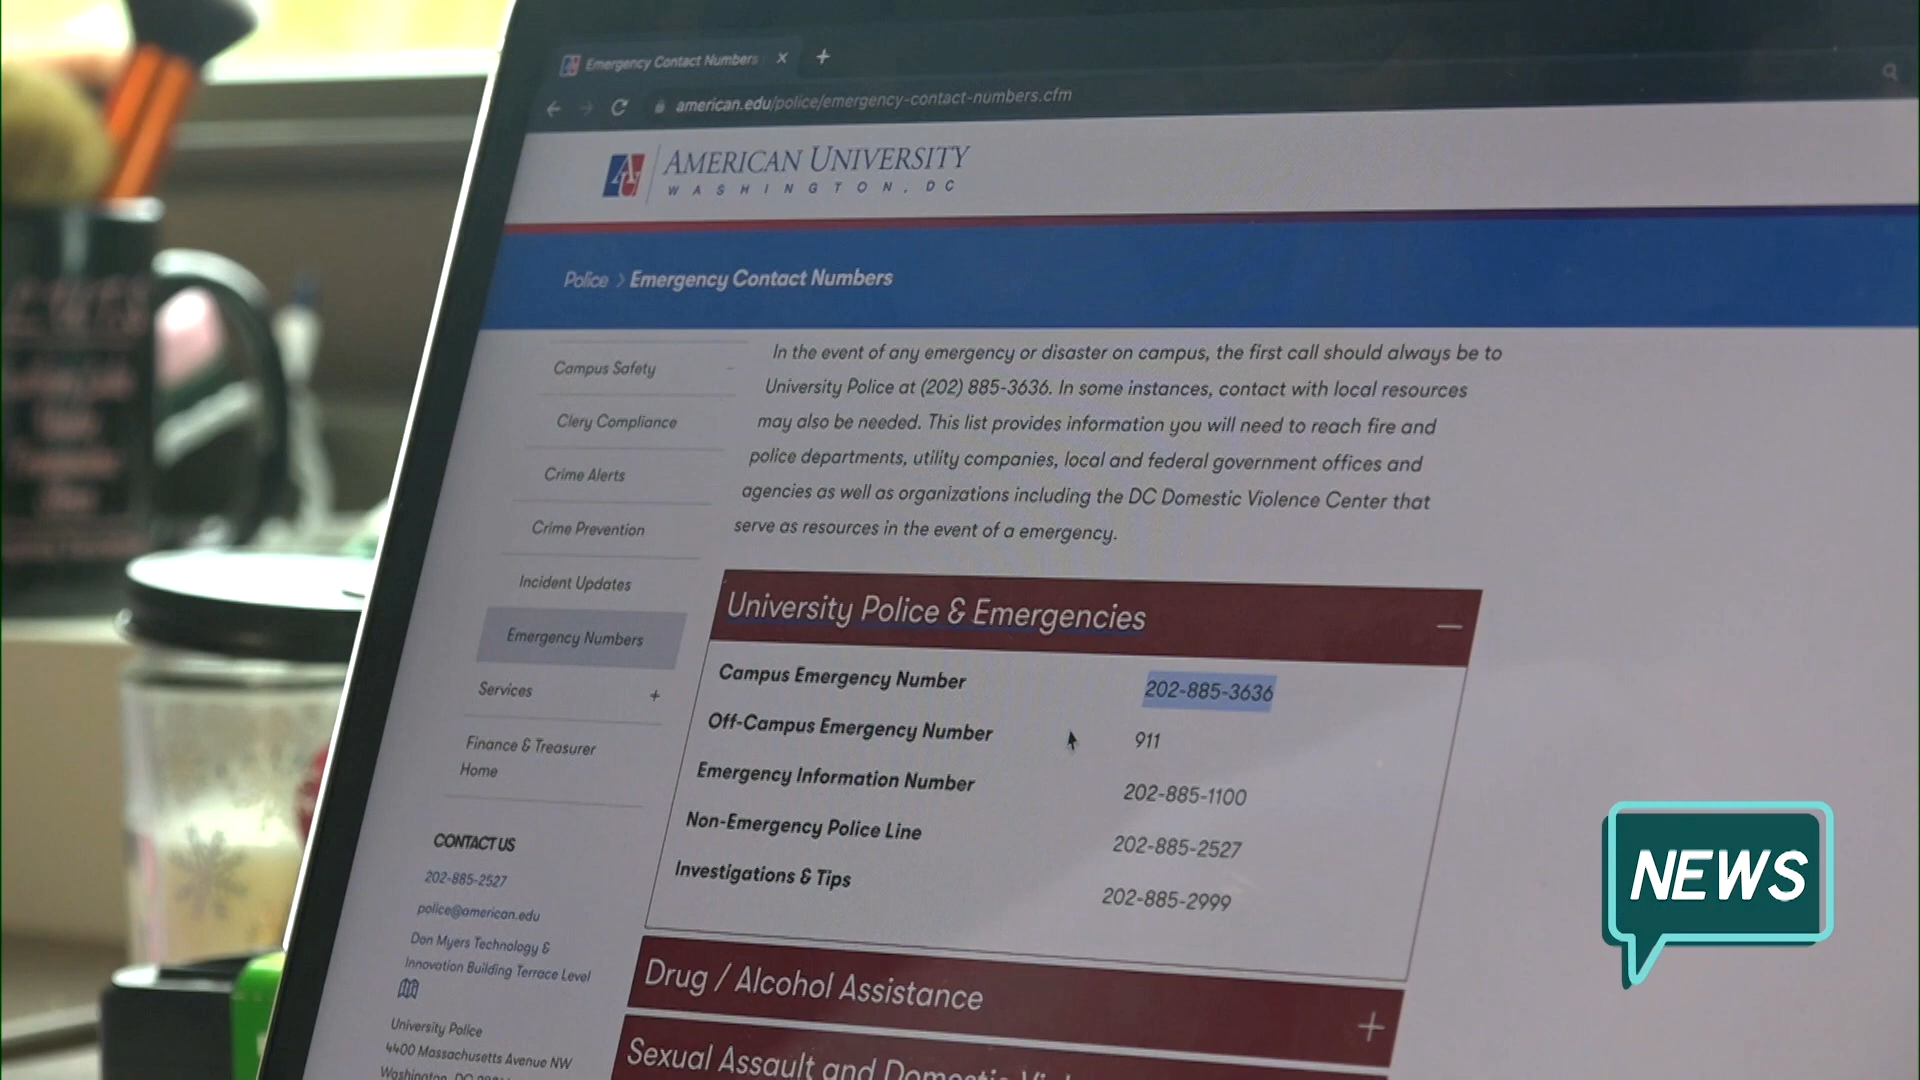 Emergency Contact Numbers
american.edu/police/emergency-contact-numbers.cfm
AU
AMERICAN UNIVERSITY
WASHINGTON, DC
Police > Emergency Contact Numbers
Campus Safety
Clery Compliance
Crime Alerts
Crime Prevention
Incident Updates
Emergency Numbers
Services +
Finance & Treasurer
Home
CONTACT US
202-885-2527
police@american.edu
Don Myers Technology &
Innovation Building Terrace Level
University Police
4400 Massachusetts Avenue NW
Washington, DC
In the event of any emergency or disaster on campus, the first call should always be to
University Police at (202) 885-3636. In some instances, contact with local resources
may also be needed. This list provides information you will need to reach fire and
police departments, utility companies, local and federal government offices and
agencies as well as organizations including the DC Domestic Violence Center that
serve as resources in the event of a emergency.
University Police & Emergencies
Campus Emergency Number 202-885-3636
Off-Campus Emergency Number 911
Emergency Information Number 202-885-1100
Non-Emergency Police Line 202-885-2527
Investigations & Tips 202-885-2999
Drug / Alcohol Assistance +
Sexual Assault and Domestic
NEWS